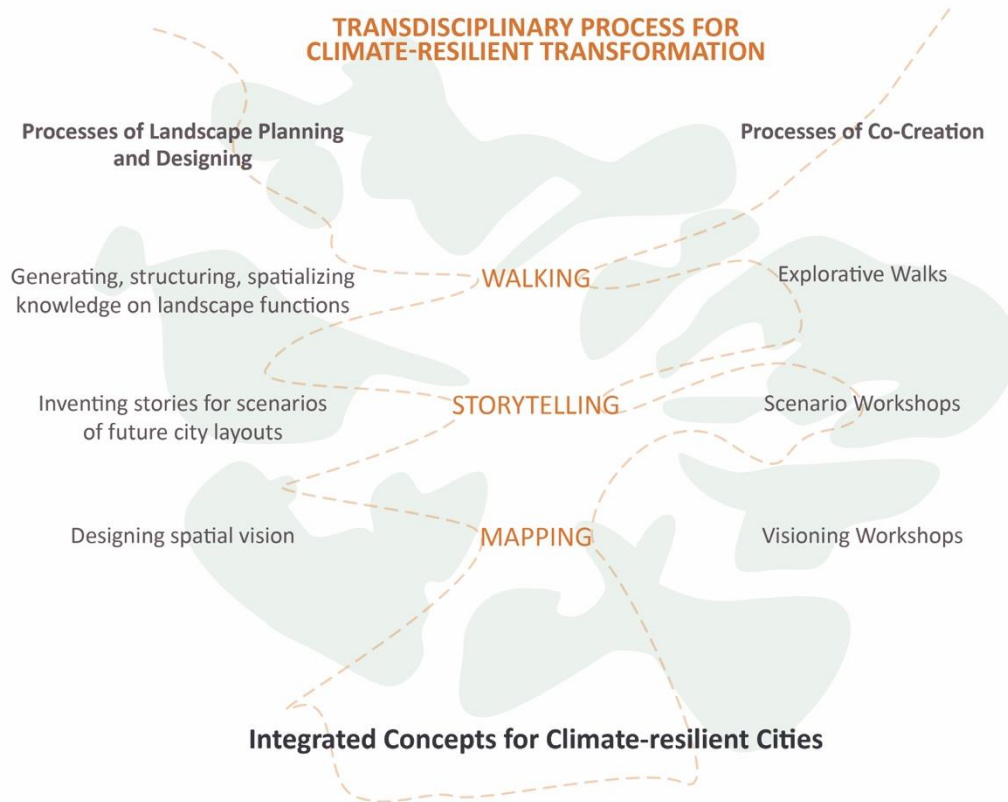 TRANSDISCIPLINARY PROCESS FOR
CLIMATE-RESILIENT TRANSFORMATION
Processes of Landscape Planning
and Designing
Processes of Co-Creation
Generating, structuring, spatializing
knowledge on landscape functions
WALKING
Explorative Walks
Inventing stories for scenarios
of future city layouts
STORYTELLING
Scenario Workshops
Designing spatial vision
MAPPING
Visioning Workshops
Integrated Concepts for Climate-resilient Cities